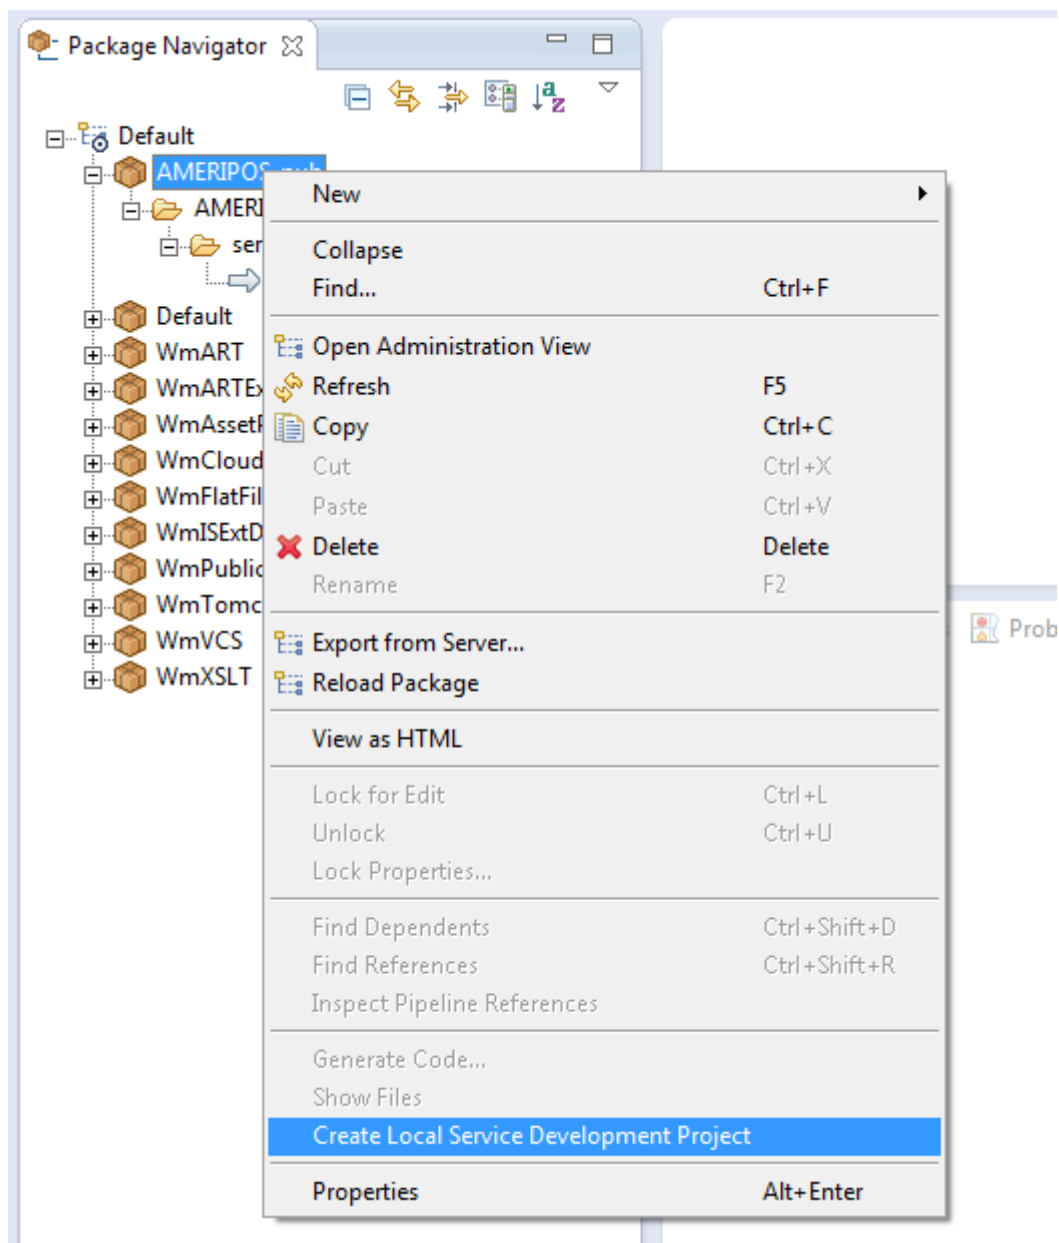 Package Navigator
Default
AMERIPOS_pub
AMERI
ser
Default
WmART
WmARTEx
WmAsset
WmCloud
WmFlatFil
WmISExtD
WmPublic
WmTomc
WmVCS
WmXSLT
New
Collapse
Find... Ctrl+F
Open Administration View
Refresh F5
Copy Ctrl+C
Cut Ctrl+X
Paste Ctrl+V
Delete Delete
Rename F2
Export from Server...
Reload Package
View as HTML
Lock for Edit Ctrl+L
Unlock Ctrl+U
Lock Properties...
Find Dependents Ctrl+Shift+D
Find References Ctrl+Shift+R
Inspect Pipeline References
Generate Code...
Show Files
Create Local Service Development Project
Properties Alt+Enter
Prob